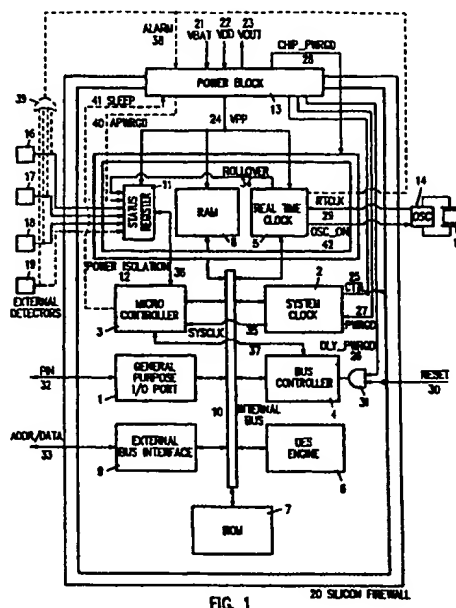 ALARM
38
21
VBAT
22
VDD
23
VOUT
CHIP_PWRGD
28
POWER BLOCK
13
39
41 SLEEP
40
APWRGD
24
VPP
16
17
18
19
EXTERNAL
DETECTORS
11
STATUS
REGISTER
ROLLOVER
34
RAM
REAL TIME
CLOCK
5
RTCLK
29
OSC_ON
42
14
OSC
POWER ISOLATION
12
36
MICRO
CONTROLLER
3
SYSCLK
35
37
2
SYSTEM
CLOCK
25
CTR
27
PWRGD
DLY_PWRGD
26
31
RESET
30
PIN
32
GENERAL
PURPOSE
I/O PORT
1
10
INTERNAL
BUS
BUS
CONTROLLER
4
ADDR/DATA
33
EXTERNAL
BUS INTERFACE
9
DES
ENGINE
6
ROM
7
20 SILICON FIREWALL
FIG. 1